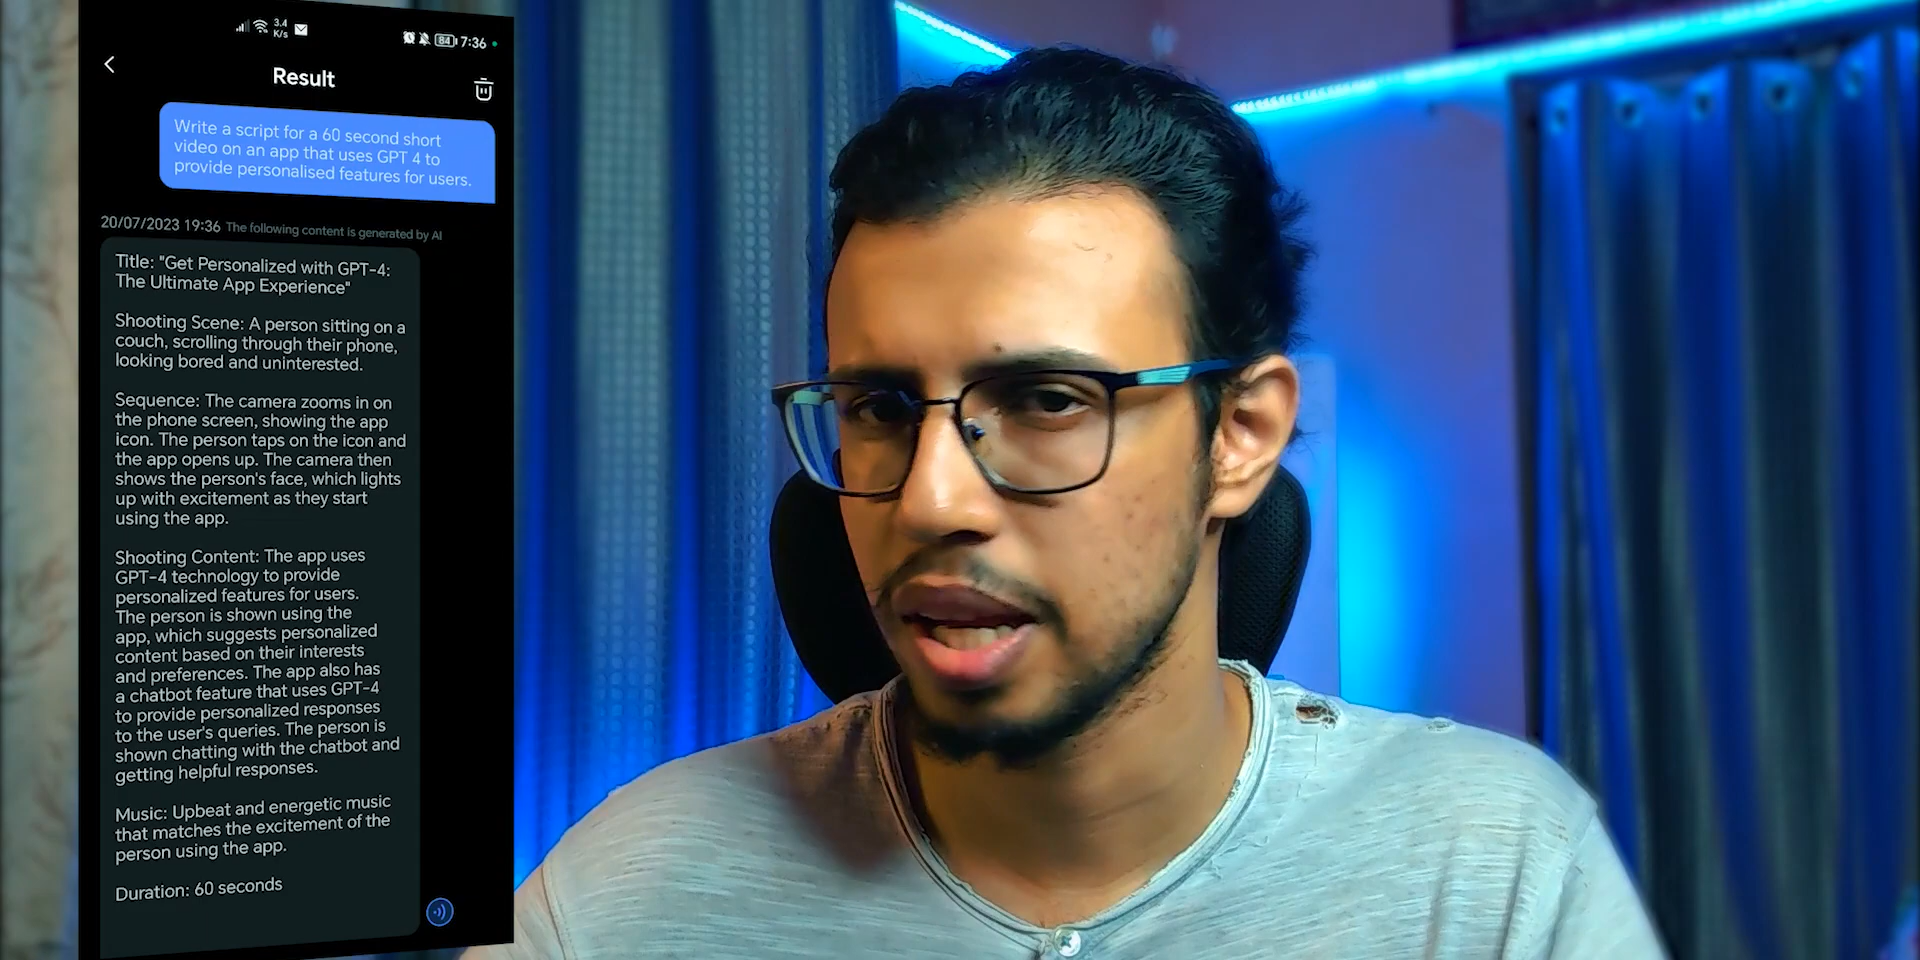 3.4
K/s
84
7:36
Result
Write a script for a 60 second short
video on an app that uses GPT 4 to
provide personalised features for users.
20/07/2023 19:36 The following content is generated by AI
Title: "Get Personalized with GPT-4:
The Ultimate App Experience"
Shooting Scene: A person sitting on a
couch, scrolling through their phone,
looking bored and uninterested.
Sequence: The camera zooms in on
the phone screen, showing the app
icon. The person taps on the icon and
the app opens up. The camera then
shows the person's face, which lights
up with excitement as they start
using the app.
Shooting Content: The app uses
GPT-4 technology to provide
personalized features for users.
The person is shown using the
app, which suggests personalized
content based on their interests
and preferences. The app also has
a chatbot feature that uses GPT-4
to provide personalized responses
to the user's queries. The person is
shown chatting with the chatbot and
getting helpful responses.
Music: Upbeat and energetic music
that matches the excitement of the
person using the app.
Duration: 60 seconds